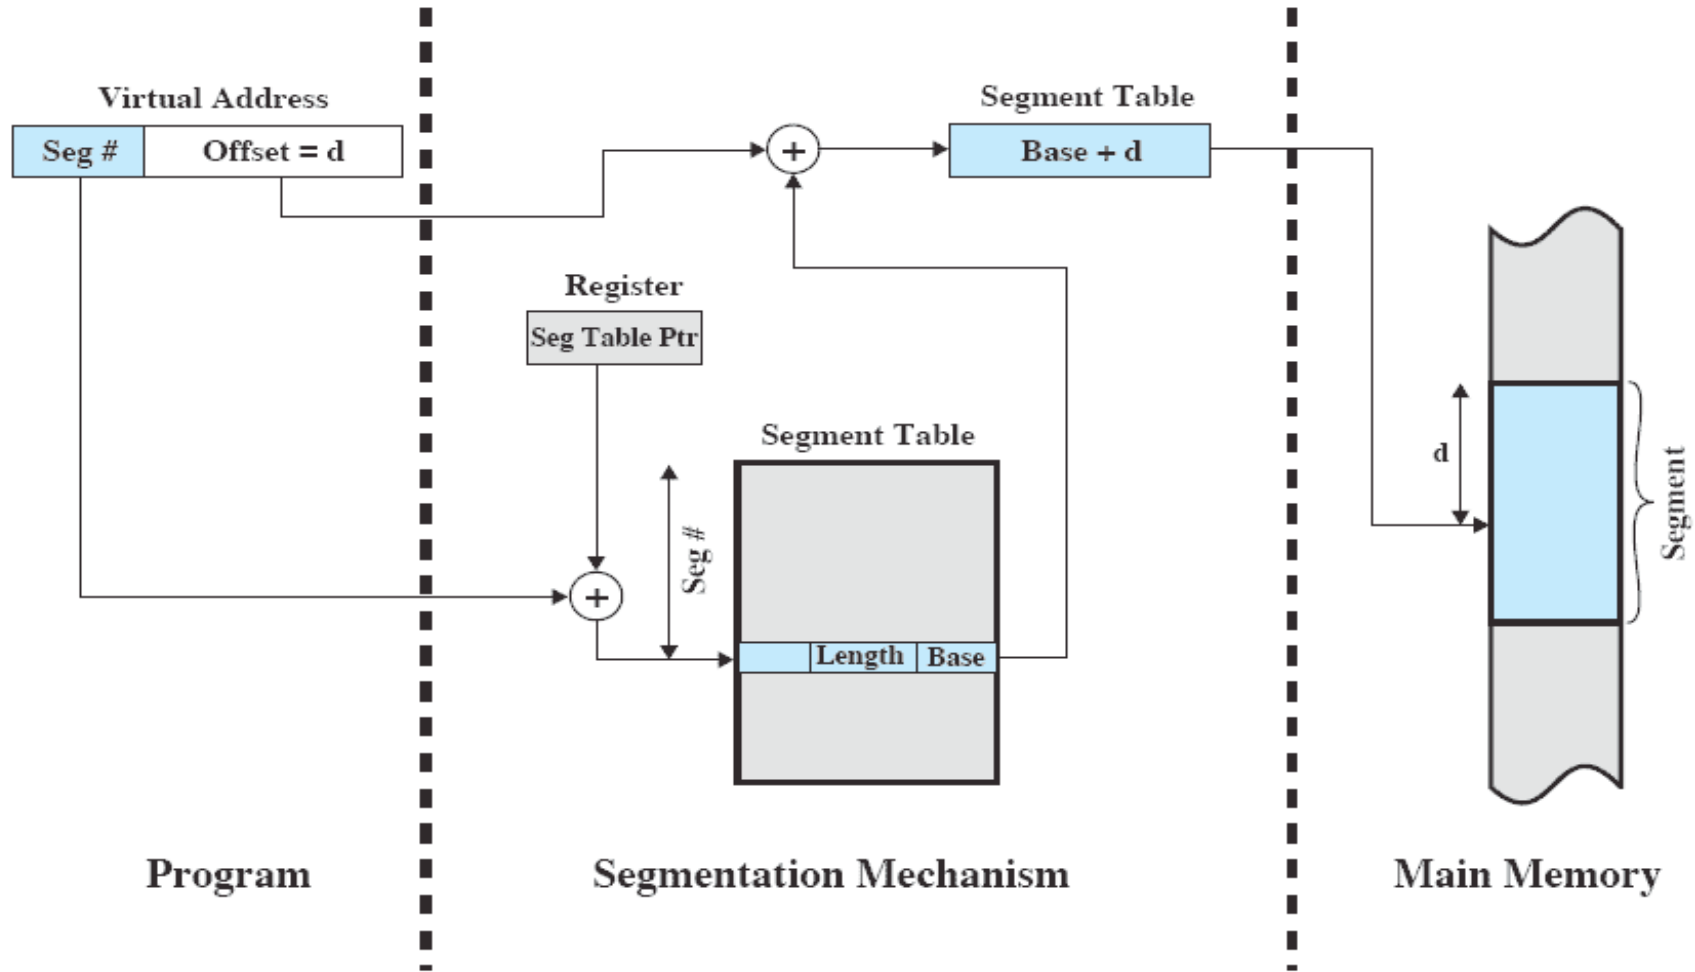 Virtual Address
Seg #
Offset = d
Segment Table
Base + d
+
Register
Seg Table Ptr
Segment Table
Seg #
+
Length
Base
d
Segment
Program
Segmentation Mechanism
Main Memory